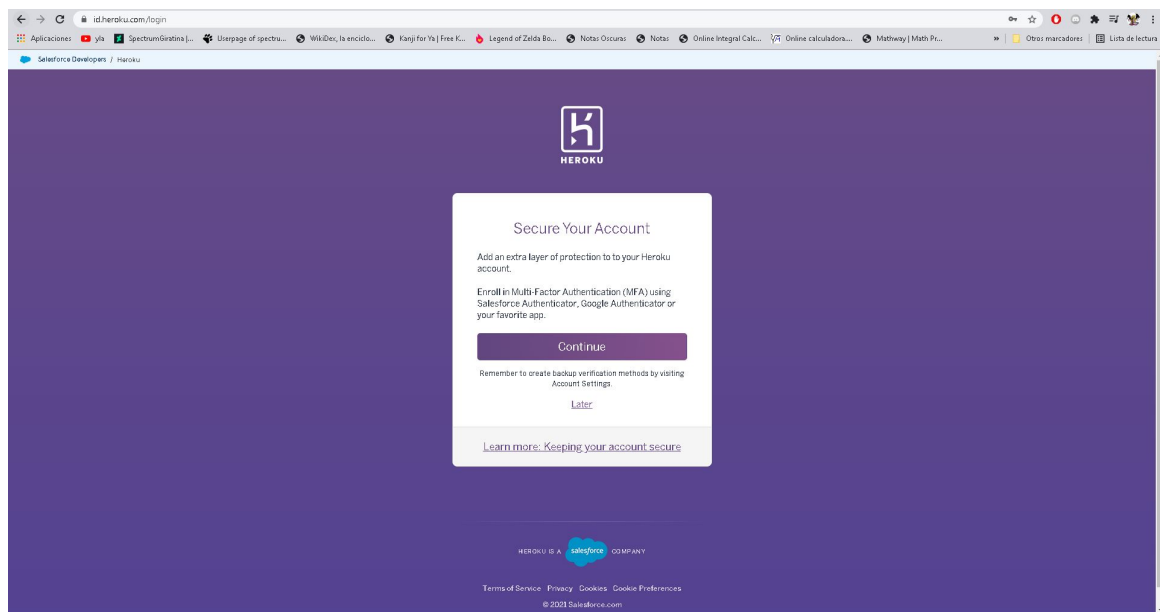 id.heroku.com/login
Aplicaciones yla SpectrumGiratina |... Userpage of spectru... WikiDex, la enciclo... Kanji for Ya | Free K... Legend of Zelda Bo... Notas Oscuras Notas Online Integral Calc... Online calculadora.... Mathway | Math Pr... » Otros marcadores Lista de lectura
Salesforce Developers / Heroku
HEROKU
Secure Your Account
Add an extra layer of protection to to your Heroku
account.
Enroll in Multi-Factor Authentication (MFA) using
Salesforce Authenticator, Google Authenticator or
your favorite app.
Continue
Remember to create backup verification methods by visiting
Account Settings.
Later
Learn more: Keeping your account secure
HEROKU IS A salesforce COMPANY
Terms of Service Privacy Cookies Cookie Preferences
© 2021 Salesforce.com